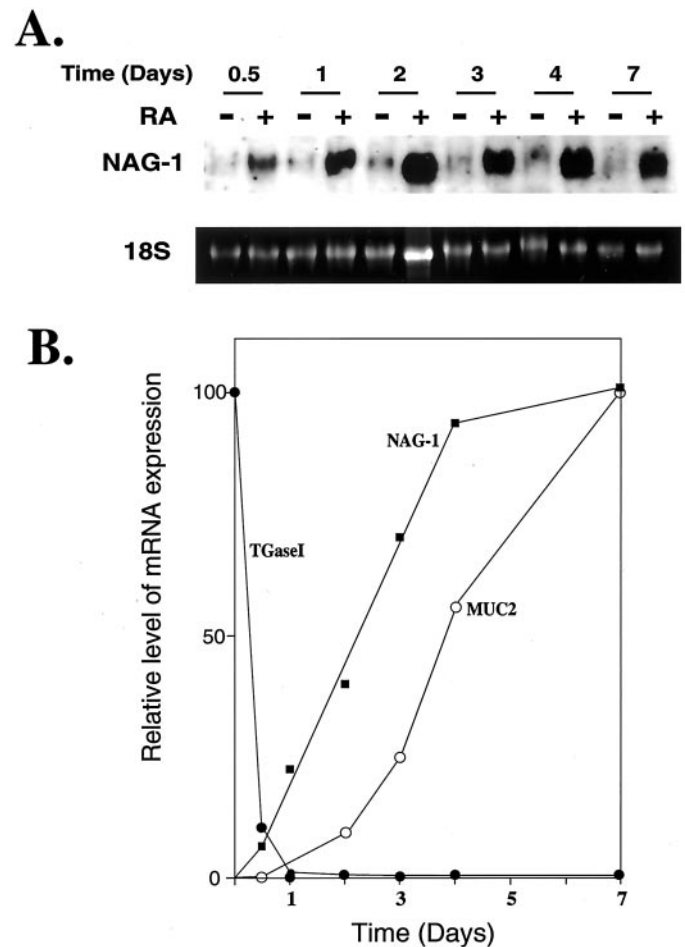 A.
Time (Days) 0.5 1 2 3 4 7
RA - + - + - + - + - + - +
NAG-1
18S
B.
Relative level of mRNA expression
100
50
0
NAG-1
TGaseI
MUC2
1 3 5 7
Time (Days)